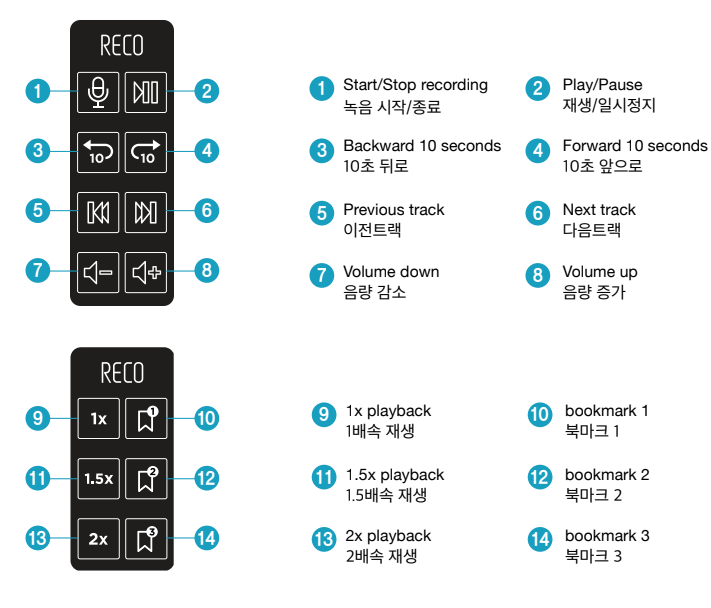 RECO
1
2
3
10
10
4
5
6
7
8
1 Start/Stop recording
녹음 시작/종료
2 Play/Pause
재생/일시정지
3 Backward 10 seconds
10초 뒤로
4 Forward 10 seconds
10초 앞으로
5 Previous track
이전트랙
6 Next track
다음트랙
7 Volume down
음량 감소
8 Volume up
음량 증가
RECO
9
1x
1
10
11
1.5x
2
12
13
2x
3
14
9 1x playback
1배속 재생
10 bookmark 1
북마크 1
11 1.5x playback
1.5배속 재생
12 bookmark 2
북마크 2
13 2x playback
2배속 재생
14 bookmark 3
북마크 3